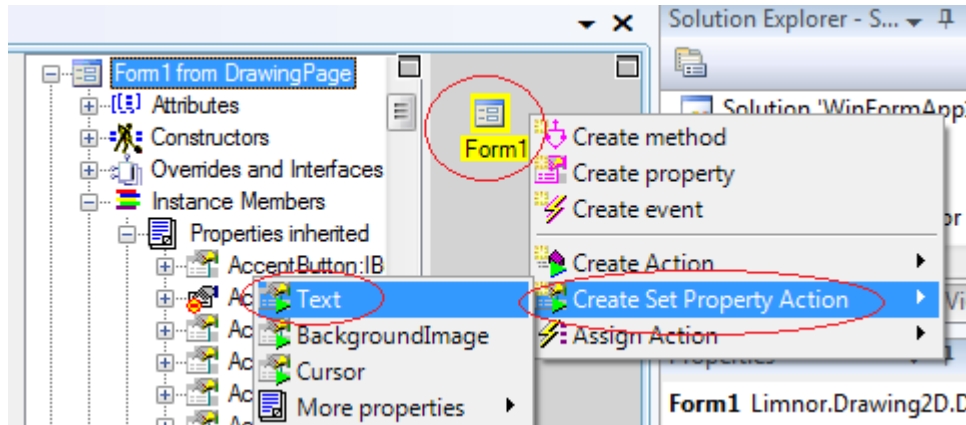 Solution Explorer - S...
Form1 from DrawingPage
Attributes
Constructors
Overrides and Interfaces
Instance Members
Properties inherited
AcceptButton:IB
Form1
Solution 'WinFormApp
Create method
Create property
Create event
Create Action
Create Set Property Action
Assign Action
Text
BackgroundImage
Cursor
More properties
Properties
Form1 Limnor.Drawing2D.D